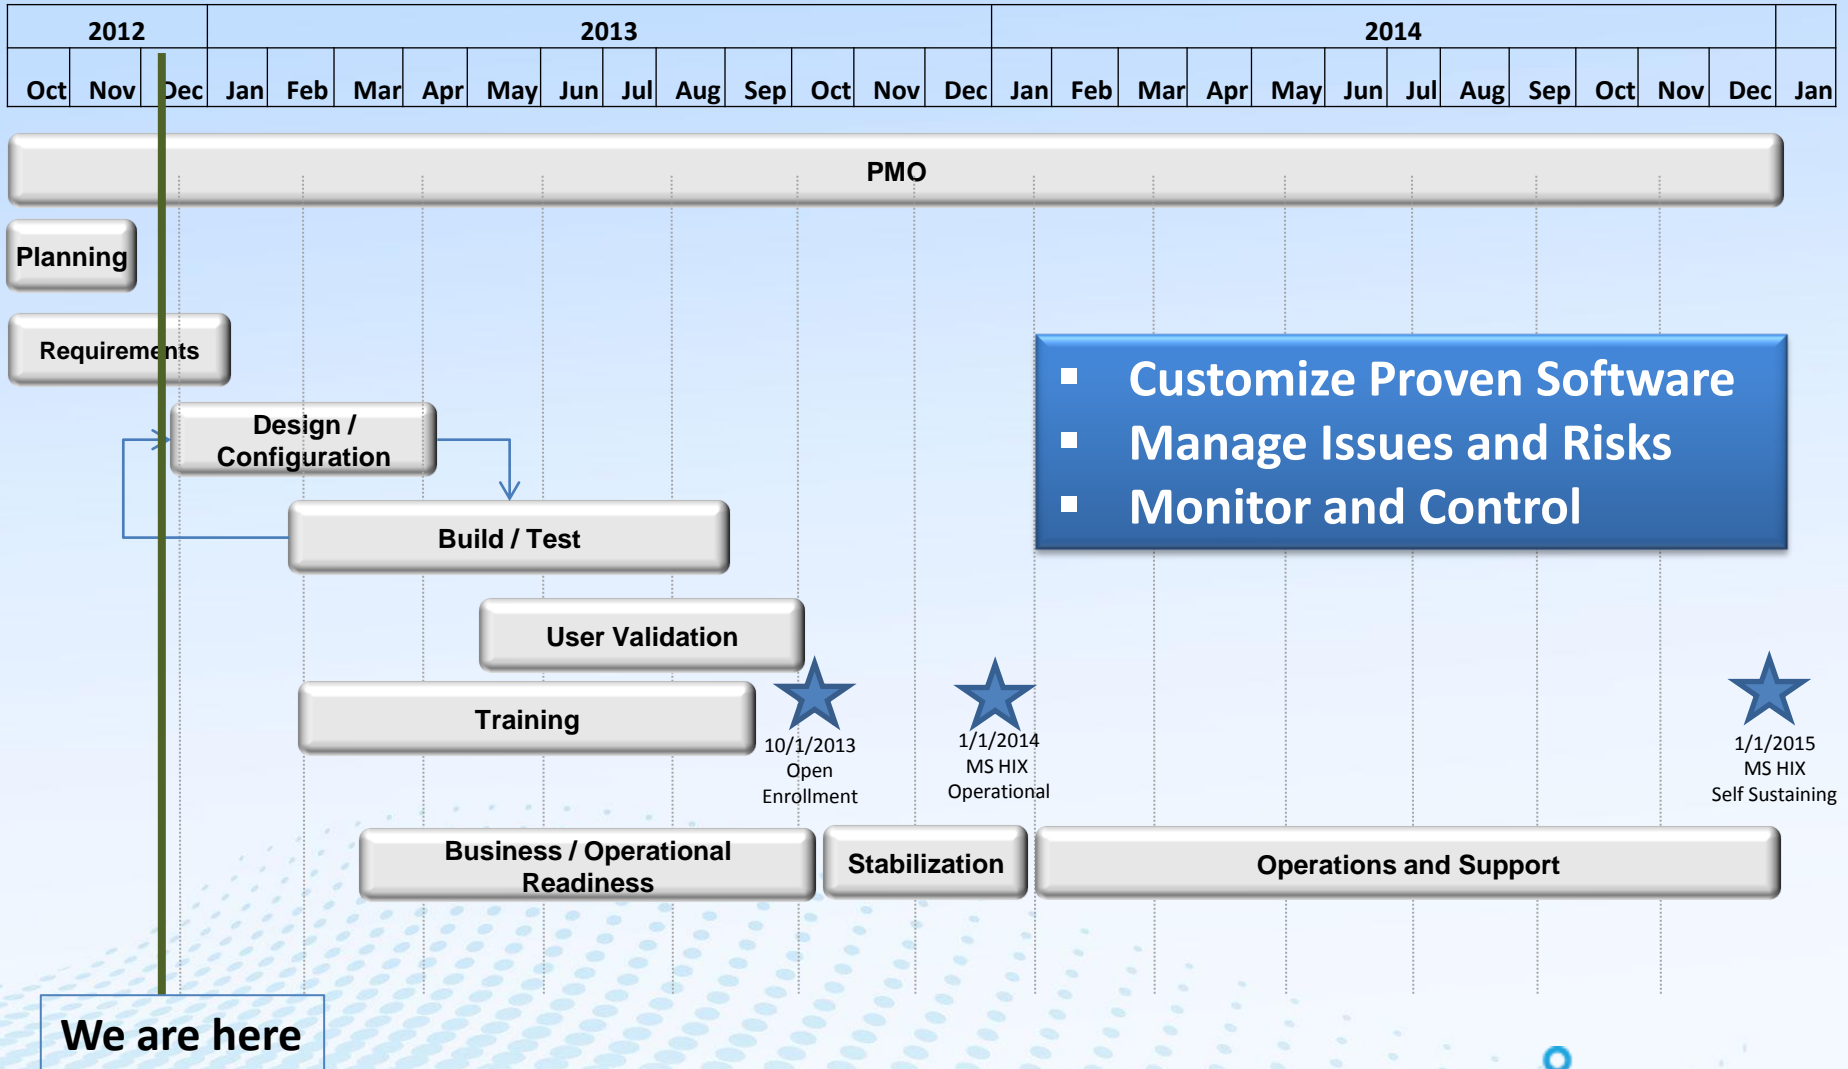 2012 2013 2014
Oct Nov Dec Jan Feb Mar Apr May Jun Jul Aug Sep Oct Nov Dec Jan Feb Mar Apr May Jun Jul Aug Sep Oct Nov Dec Jan
PMO
Planning
Requirements
Design /
Configuration
Build / Test
User Validation
Training
▪ Customize Proven Software
▪ Manage Issues and Risks
▪ Monitor and Control
10/1/2013
Open
Enrollment
1/1/2014
MS HIX
Operational
1/1/2015
MS HIX
Self Sustaining
Business / Operational
Readiness
Stabilization
Operations and Support
We are here